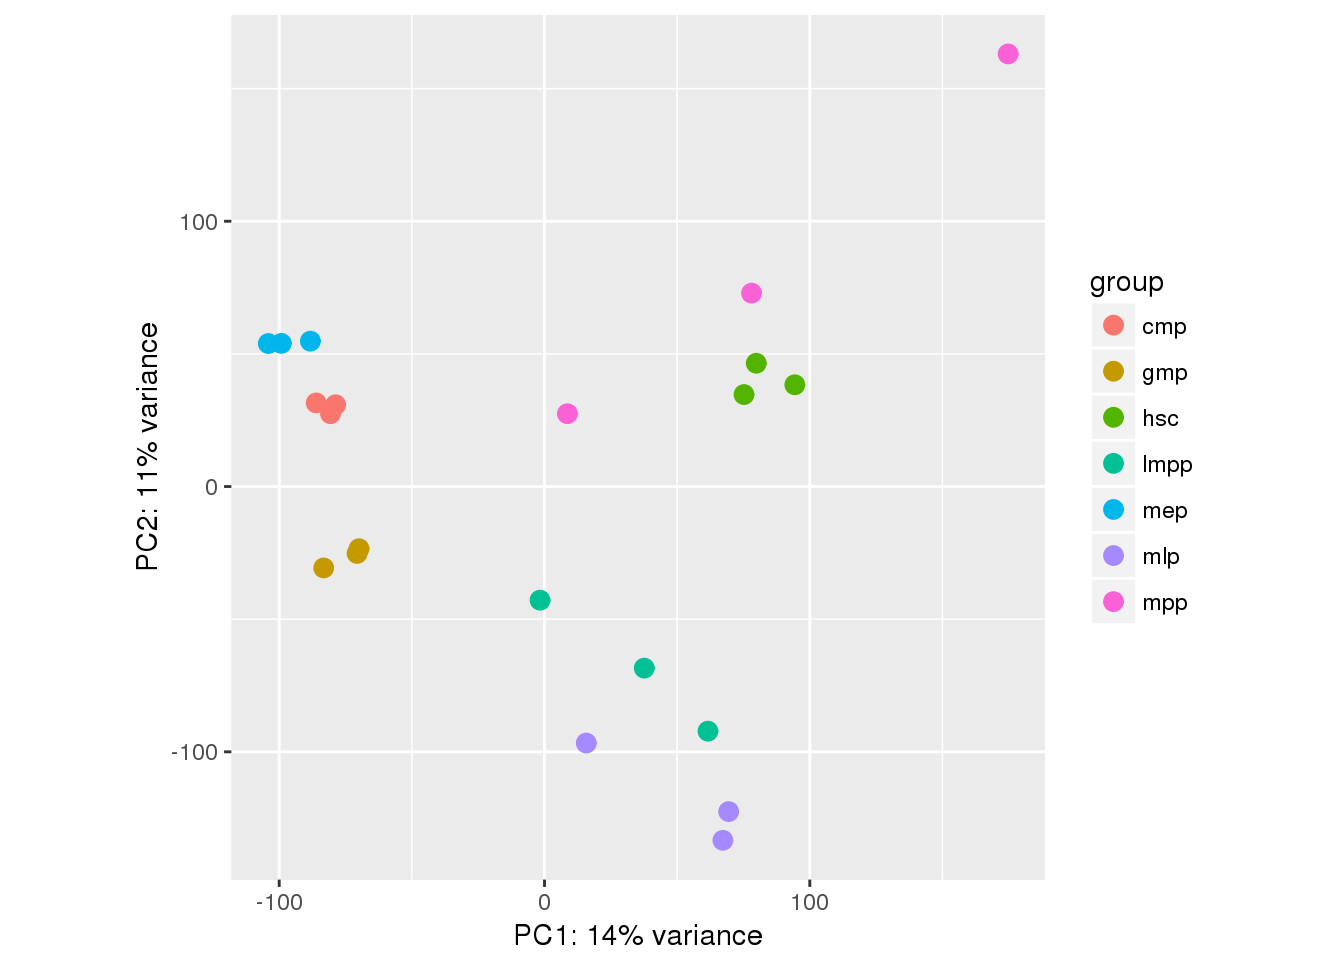 100
0
-100
-100
0
100
PC1: 14% variance
PC2: 11% variance
group
cmp
gmp
hsc
lmpp
mep
mlp
mpp